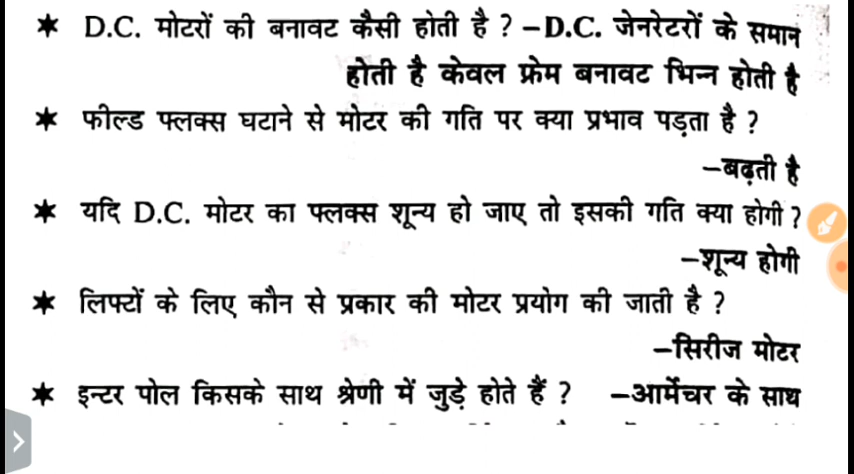 ★ D.C. मोटरों की बनावट कैसी होती है ? –D.C. जेनरेटरों के समान
होती है केवल फ्रेम बनावट भिन्न होती है
★ फील्ड फ्लक्स घटाने से मोटर की गति पर क्या प्रभाव पड़ता है ?
–बढ़ती है
★ यदि D.C. मोटर का फ्लक्स शून्य हो जाए तो इसकी गति क्या होगी ?
–शून्य होगी
★ लिफ्टों के लिए कौन से प्रकार की मोटर प्रयोग की जाती है ?
–सिरीज मोटर
★ इन्टर पोल किसके साथ श्रेणी में जुड़े होते हैं ? –आर्मेचर के साथ